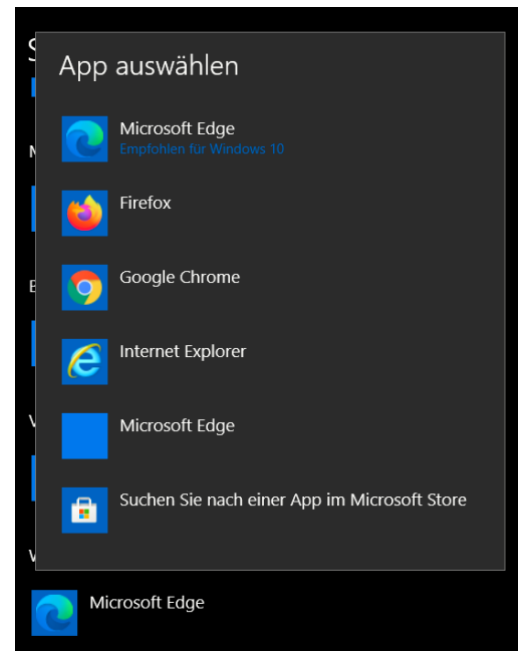 App auswählen
Microsoft Edge
Empfohlen für Windows 10
Firefox
Google Chrome
Internet Explorer
Microsoft Edge
Suchen Sie nach einer App im Microsoft Store
Microsoft Edge